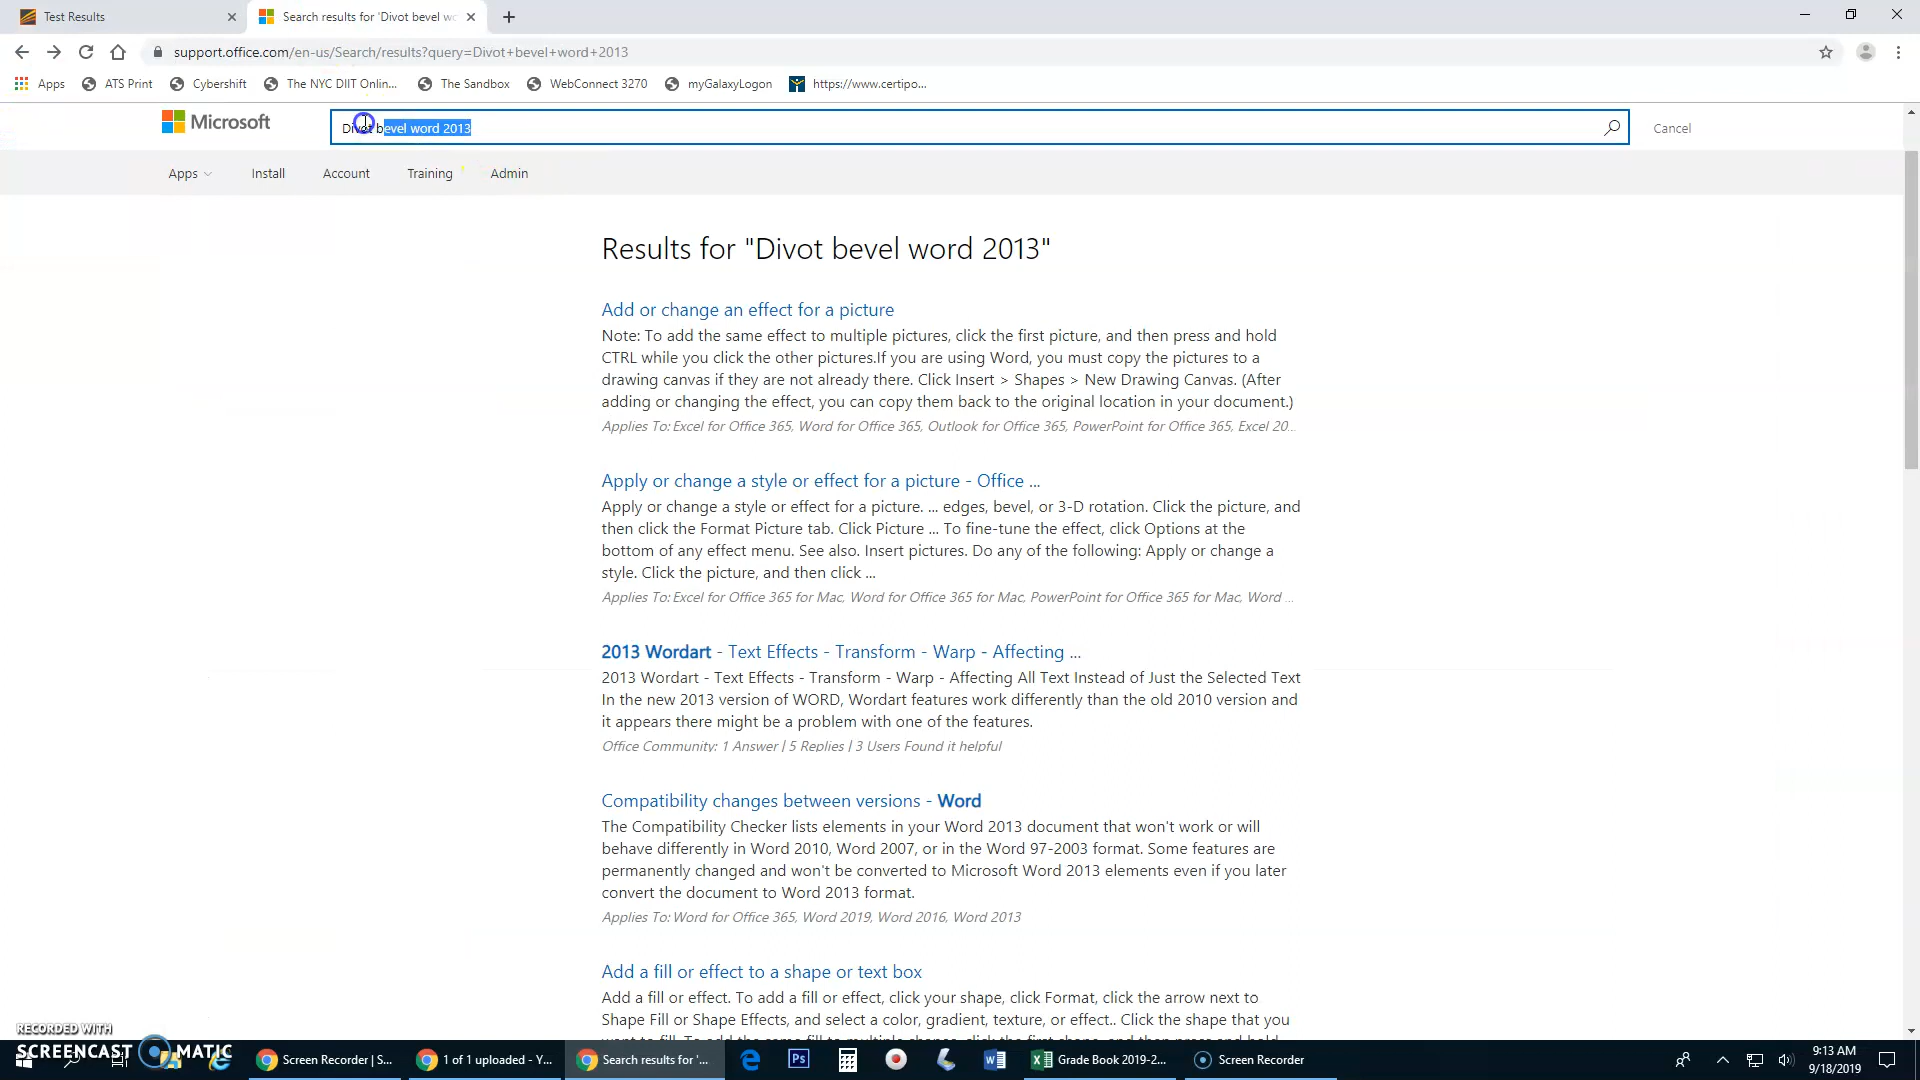 Test Results
Search results for 'Divot bevel wo
support.office.com/en-us/Search/results?query=Divot+bevel+word+2013
Apps
ATS Print
Cybershift
The NYC DIIT Onlin...
The Sandbox
WebConnect 3270
myGalaxyLogon
https://www.certipo...
Microsoft
Divot bevel word 2013
Cancel
Apps
Install
Account
Training
Admin
Results for "Divot bevel word 2013"
Add or change an effect for a picture
Note: To add the same effect to multiple pictures, click the first picture, and then press and hold
CTRL while you click the other pictures.If you are using Word, you must copy the pictures to a
drawing canvas if they are not already there. Click Insert > Shapes > New Drawing Canvas. (After
adding or changing the effect, you can copy them back to the original location in your document.)
Applies To: Excel for Office 365, Word for Office 365, Outlook for Office 365, PowerPoint for Office 365, Excel 20...
Apply or change a style or effect for a picture - Office ...
Apply or change a style or effect for a picture. ... edges, bevel, or 3-D rotation. Click the picture, and
then click the Format Picture tab. Click Picture ... To fine-tune the effect, click Options at the
bottom of any effect menu. See also. Insert pictures. Do any of the following: Apply or change a
style. Click the picture, and then click ...
Applies To: Excel for Office 365 for Mac, Word for Office 365 for Mac, PowerPoint for Office 365 for Mac, Word ...
2013 Wordart - Text Effects - Transform - Warp - Affecting ...
2013 Wordart - Text Effects - Transform - Warp - Affecting All Text Instead of Just the Selected Text
In the new 2013 version of WORD, Wordart features work differently than the old 2010 version and
it appears there might be a problem with one of the features.
Office Community: 1 Answer | 5 Replies | 3 Users Found it helpful
Compatibility changes between versions - Word
The Compatibility Checker lists elements in your Word 2013 document that won't work or will
behave differently in Word 2010, Word 2007, or in the Word 97-2003 format. Some features are
permanently changed and won't be converted to Microsoft Word 2013 elements even if you later
convert the document to Word 2013 format.
Applies To: Word for Office 365, Word 2019, Word 2016, Word 2013
Add a fill or effect to a shape or text box
Add a fill or effect. To add a fill or effect, click your shape, click Format, click the arrow next to
Shape Fill or Shape Effects, and select a color, gradient, texture, or effect.. Click the shape that you
RECORDED WITH
SCREENCAST MATIC
Screen Recorder | S...
1 of 1 uploaded - Y...
Search results for '...
Ps
Grade Book 2019-2...
Screen Recorder
9:13 AM
9/18/2019